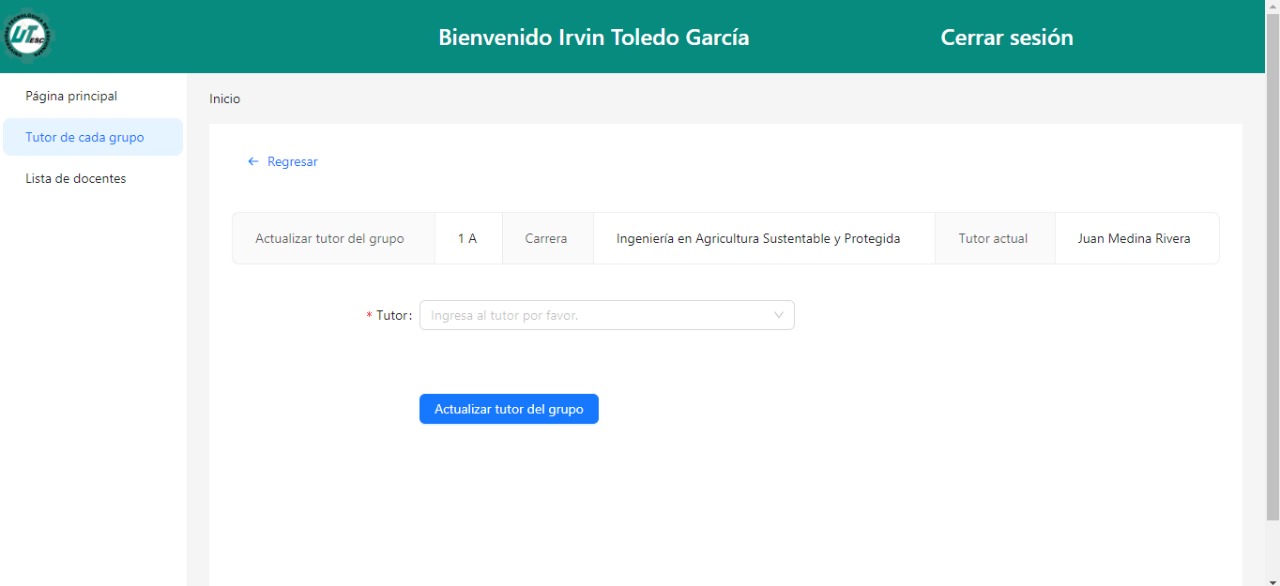 UTesc
Bienvenido Irvin Toledo García
Cerrar sesión
Página principal
Tutor de cada grupo
Lista de docentes
Inicio
← Regresar
Actualizar tutor del grupo 1 A Carrera Ingeniería en Agricultura Sustentable y Protegida Tutor actual Juan Medina Rivera
* Tutor: Ingresa al tutor por favor.
Actualizar tutor del grupo